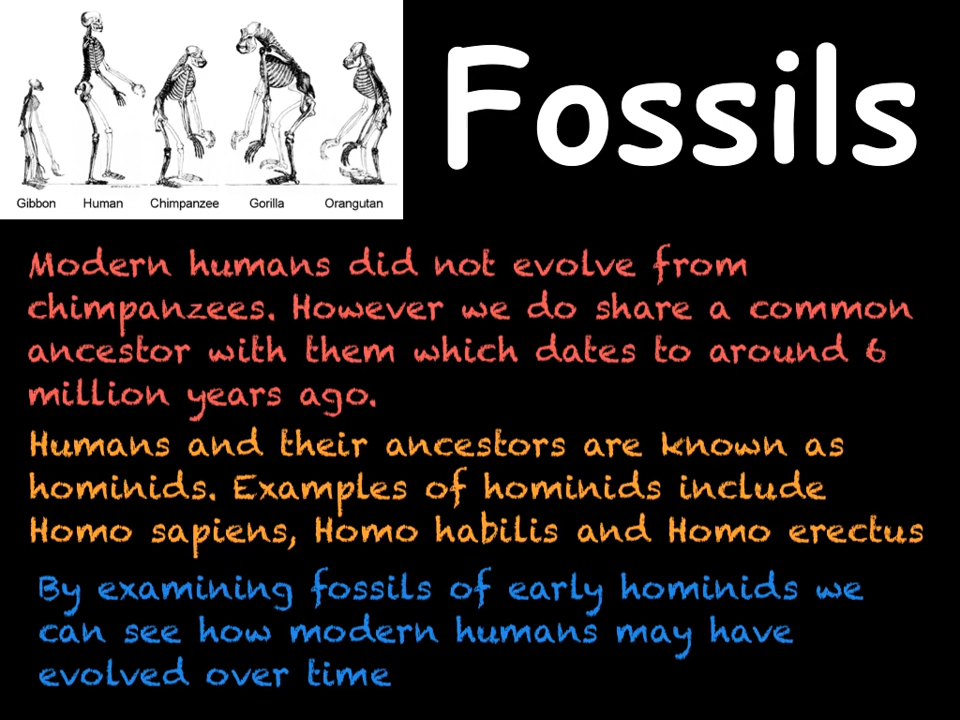 Fossils
Gibbon Human Chimpanzee Gorilla Orangutan
Modern humans did not evolve from
chimpanzees. However we do share a common
ancestor with them which dates to around 6
million years ago.
Humans and their ancestors are known as
hominids. Examples of hominids include
Homo sapiens, Homo habilis and Homo erectus
By examining fossils of early hominids we
can see how modern humans may have
evolved over time